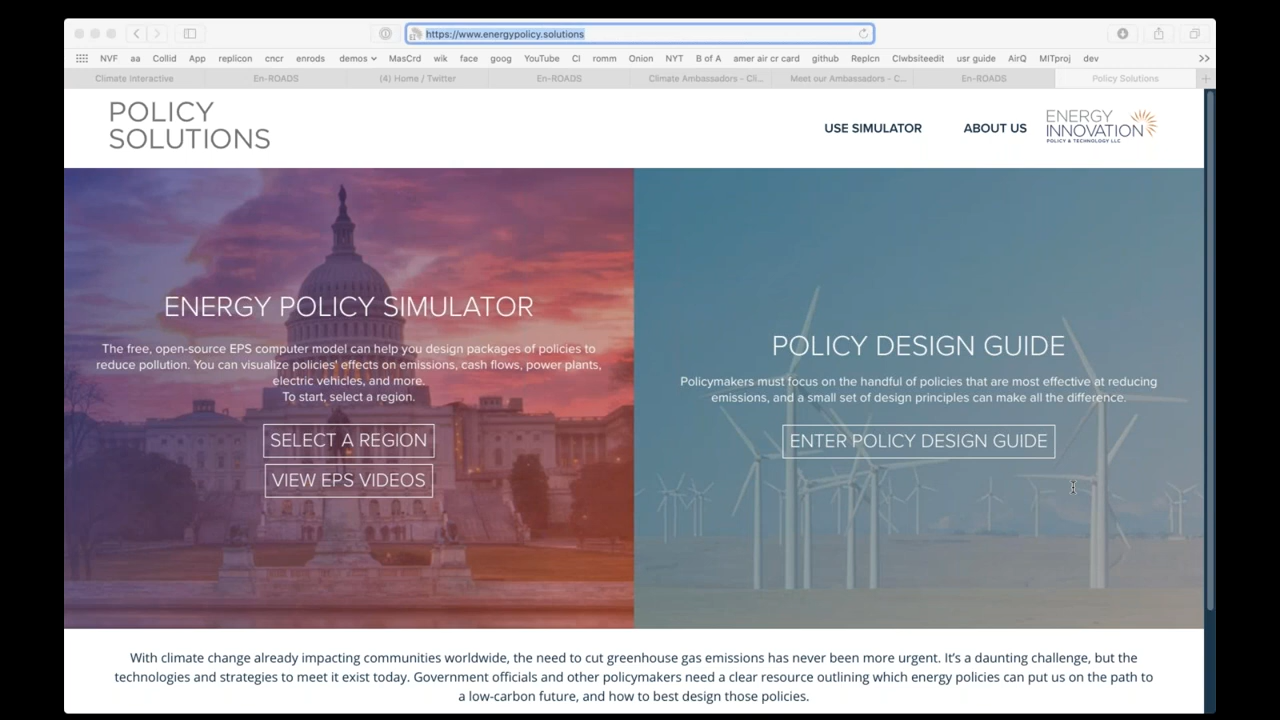 https://www.energypolicy.solutions
NVF aa Collid App replicon cncr enrods demos MasCrd wik face goog YouTube CI romm Onion NYT B of A amer air cr card github Replcn CIwbsiteedit usr guide AirQ MITproj dev
Climate Interactive En-ROADS (4) Home / Twitter En-ROADS Climate Ambassadors - Cli... Meet our Ambassadors - C... En-ROADS Policy Solutions
POLICY
SOLUTIONS
USE SIMULATOR ABOUT US
ENERGY
INNOVATION
POLICY & TECHNOLOGY LLC
ENERGY POLICY SIMULATOR
The free, open-source EPS computer model can help you design packages of policies to
reduce pollution. You can visualize policies' effects on emissions, cash flows, power plants,
electric vehicles, and more.
To start, select a region.
SELECT A REGION
VIEW EPS VIDEOS
POLICY DESIGN GUIDE
Policymakers must focus on the handful of policies that are most effective at reducing
emissions, and a small set of design principles can make all the difference.
ENTER POLICY DESIGN GUIDE
With climate change already impacting communities worldwide, the need to cut greenhouse gas emissions has never been more urgent. It's a daunting challenge, but the
technologies and strategies to meet it exist today. Government officials and other policymakers need a clear resource outlining which energy policies can put us on the path to
a low-carbon future, and how to best design those policies.